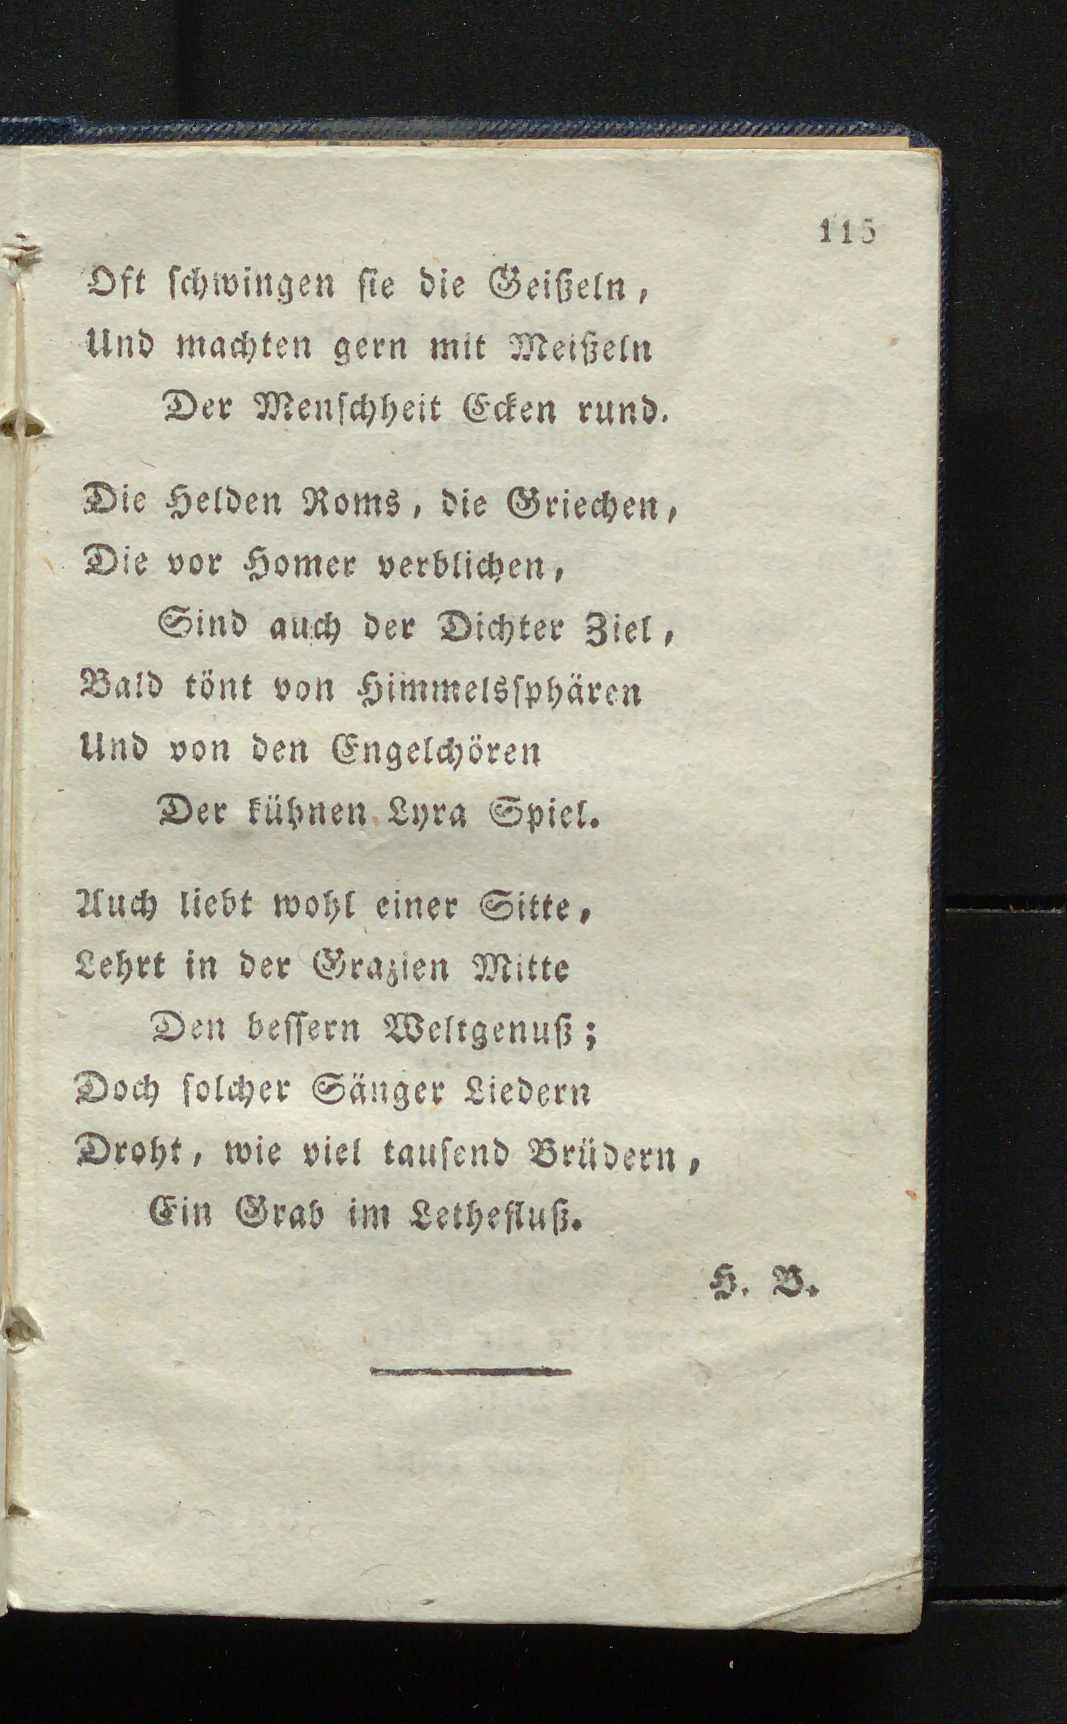 115
Oft ſchwingen ſie die Geißeln,
Und machten gern mit Meißeln
Der Menſchheit Ecken rund.
Die Helden Roms, die Griechen,
Die vor Homer verblichen,
Sind auch der Dichter Ziel,
Bald tönt von Himmelsſphären
Und von den Engelchören
Der kühnen Lyra Spiel.
Auch liebt wohl einer Sitte,
Lehrt in der Grazien Mitte
Den beſſern Weltgenuß;
Doch ſolcher Sänger Liedern
Droht, wie viel tauſend Brüdern,
Ein Grab im Lethefluß.
H. B.